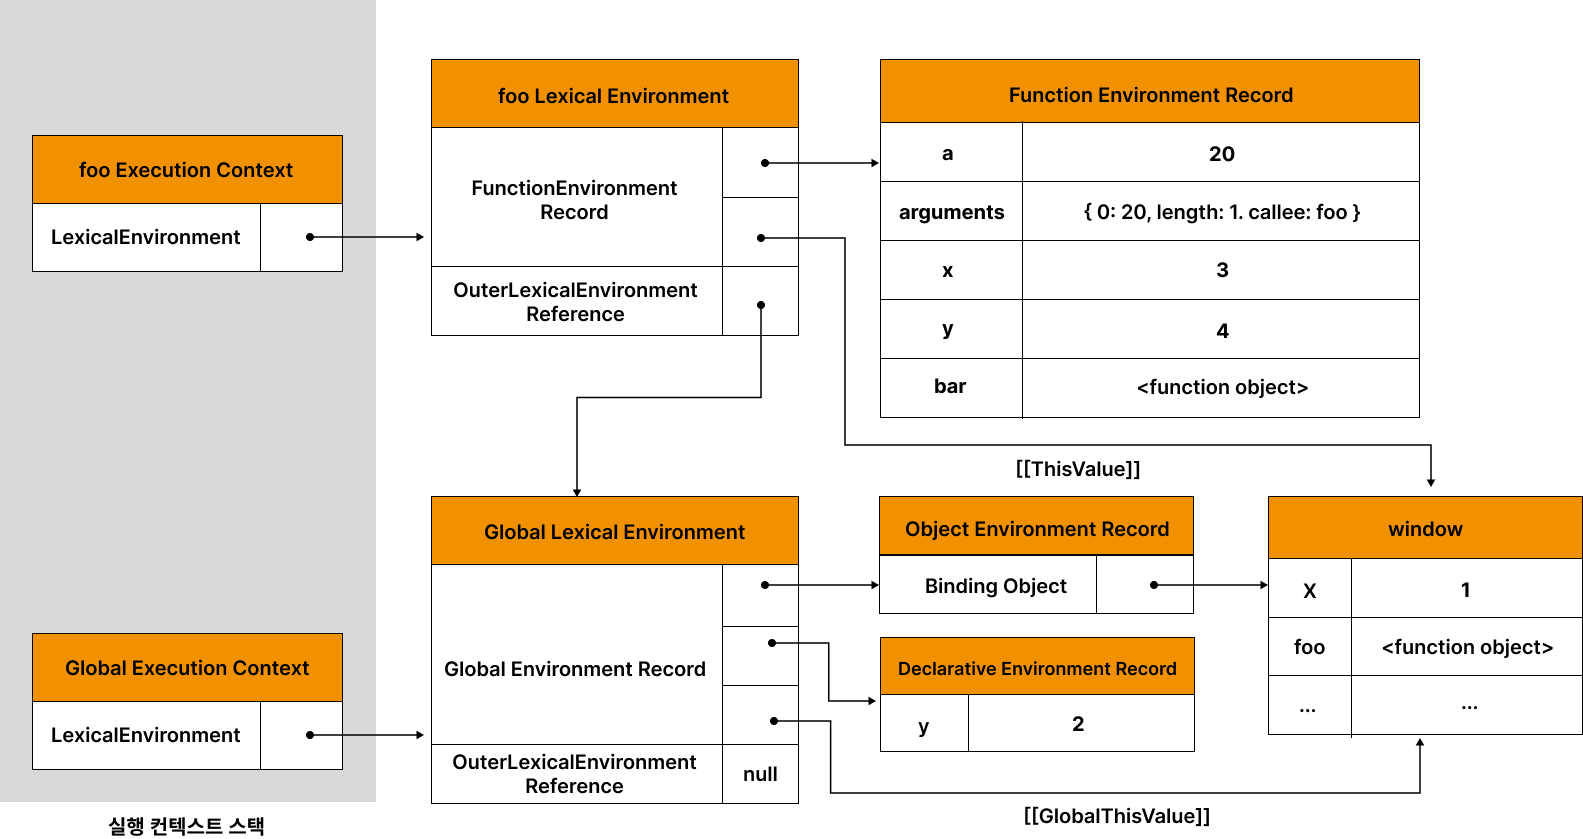 foo Execution Context
LexicalEnvironment
foo Lexical Environment
FunctionEnvironment
Record
OuterLexicalEnvironment
Reference
Function Environment Record
a
20
arguments
{ 0: 20, length: 1. callee: foo }
x
3
y
4
bar
<function object>
[[ThisValue]]
Global Execution Context
LexicalEnvironment
Global Lexical Environment
Global Environment Record
OuterLexicalEnvironment
Reference
null
Object Environment Record
Binding Object
Declarative Environment Record
y
2
window
X
1
foo
<function object>
...
...
[[GlobalThisValue]]
실행 컨텍스트 스택